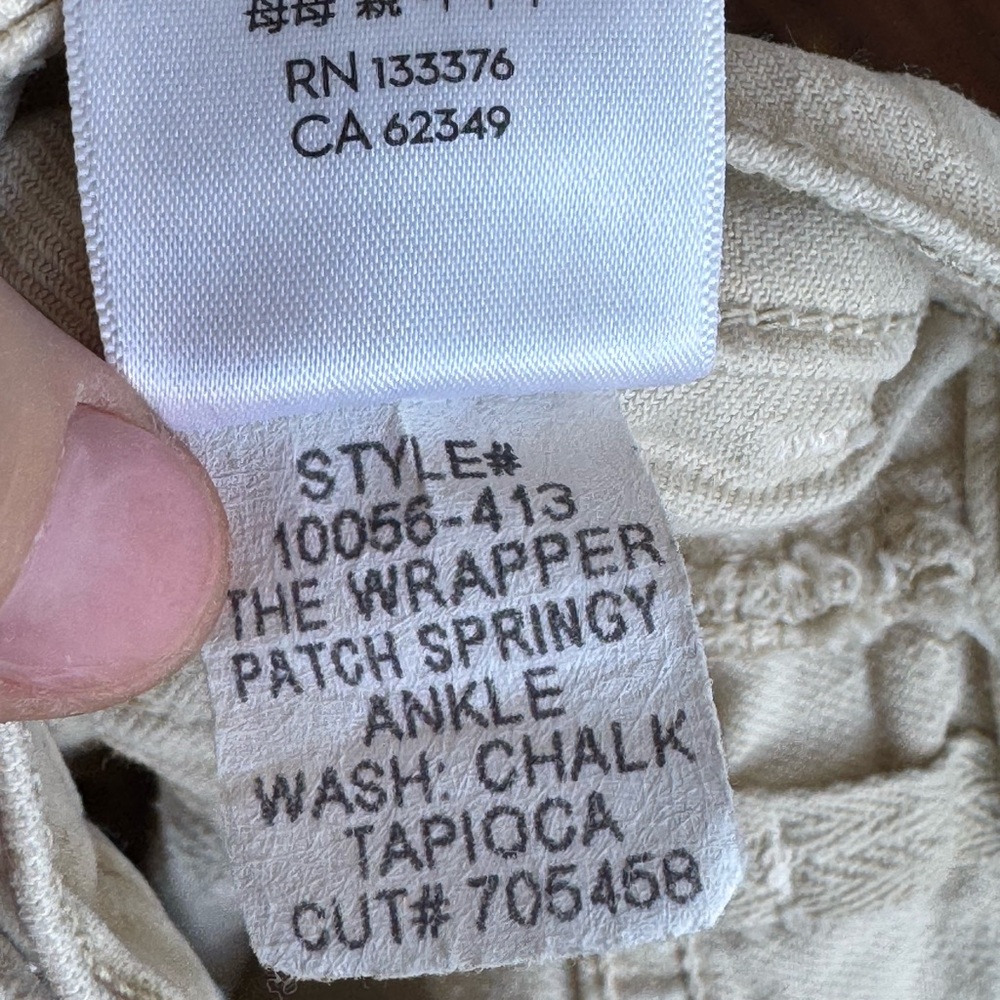 RN 133376
CA 62349
STYLE#
10056-413
THE WRAPPER
PATCH SPRINGY
ANKLE
WASH: CHALK
TAPIOCA
CUT# 705458